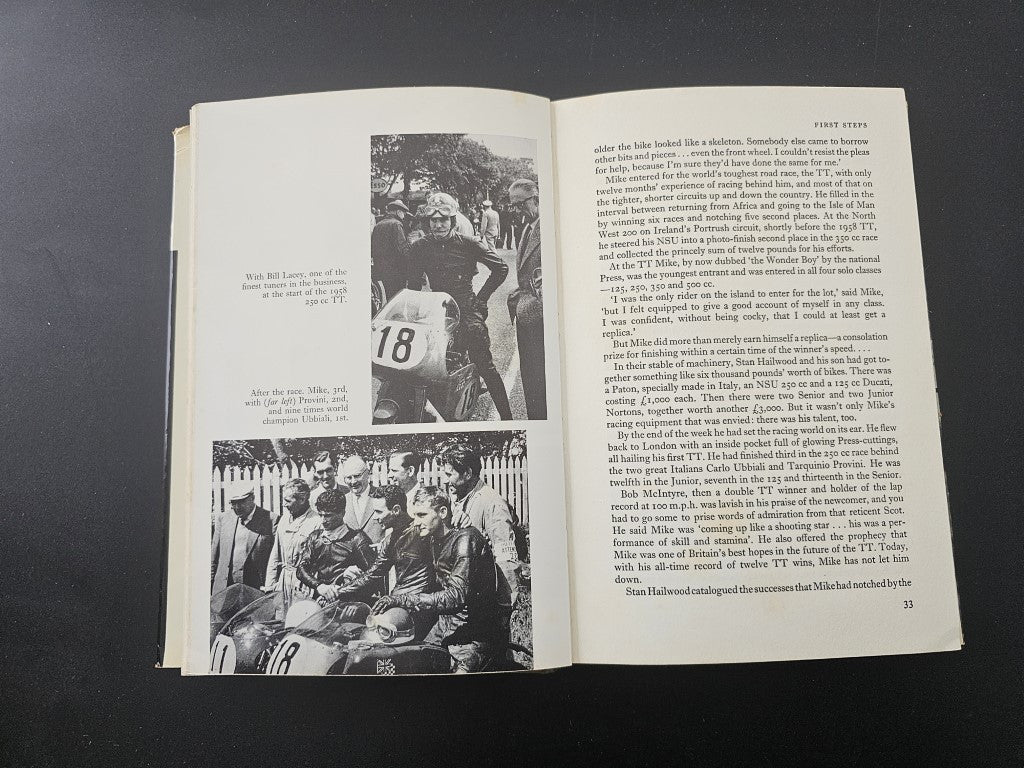 With Bill Lacey, one of the
finest tuners in the business,
at the start of the 1958
250 cc TT.
18
After the race. Mike, 3rd,
with (far left) Provini, 2nd,
and nine times world
champion Ubbiali, 1st.
18
FIRST STEPS
older the bike looked like a skeleton. Somebody else came to borrow
other bits and pieces . . . even the front wheel. I couldn't resist the pleas
for help, because I'm sure they'd have done the same for me.'
Mike entered for the world's toughest road race, the TT, with only
twelve months' experience of racing behind him, and most of that on
the tighter, shorter circuits up and down the country. He filled in the
interval between returning from Africa and going to the Isle of Man
by winning six races and notching five second places. At the North
West 200 on Ireland's Portrush circuit, shortly before the 1958 TT,
he steered his NSU into a photo-finish second place in the 350 cc race
and collected the princely sum of twelve pounds for his efforts.
At the TT Mike, by now dubbed 'the Wonder Boy' by the national
Press, was the youngest entrant and was entered in all four solo classes
—125, 250, 350 and 500 cc.
'I was the only rider on the island to enter for the lot,' said Mike,
'but I felt equipped to give a good account of myself in any class.
I was confident, without being cocky, that I could at least get a
replica.'
But Mike did more than merely earn himself a replica—a consolation
prize for finishing within a certain time of the winner's speed. . . .
In their stable of machinery, Stan Hailwood and his son had got to-
gether something like six thousand pounds' worth of bikes. There were
a Paton, specially made in Italy, an NSU 250 cc and a 125 cc Ducati,
costing £1,000 each. Then there were two Senior and two Junior
Nortons, together worth another £3,000. But it wasn't only Mike's
racing equipment that was envied: there was his talent, too.
By the end of the week he had set the racing world on its ear. He flew
back to London with an inside pocket full of glowing Press-cuttings,
all hailing his first TT. He had finished third in the 250 cc race behind
the two great Italians Carlo Ubbiali and Tarquinio Provini. He was
twelfth in the Junior, seventh in the 125 and thirteenth in the Senior.
Bob McIntyre, then a double TT winner and holder of the lap
record at 100 m.p.h. was lavish in his praise of the newcomer, and you
had to go some to prise words of admiration from that reticent Scot.
He said Mike was 'coming up like a shooting star . . . his was a per-
formance of skill and stamina'. He also offered the prophecy that
Mike was one of Britain's best hopes in the future of the TT. Today,
with his all-time record of twelve TT wins, Mike has not let him
down.
Stan Hailwood catalogued the successes that Mike had notched by the
33